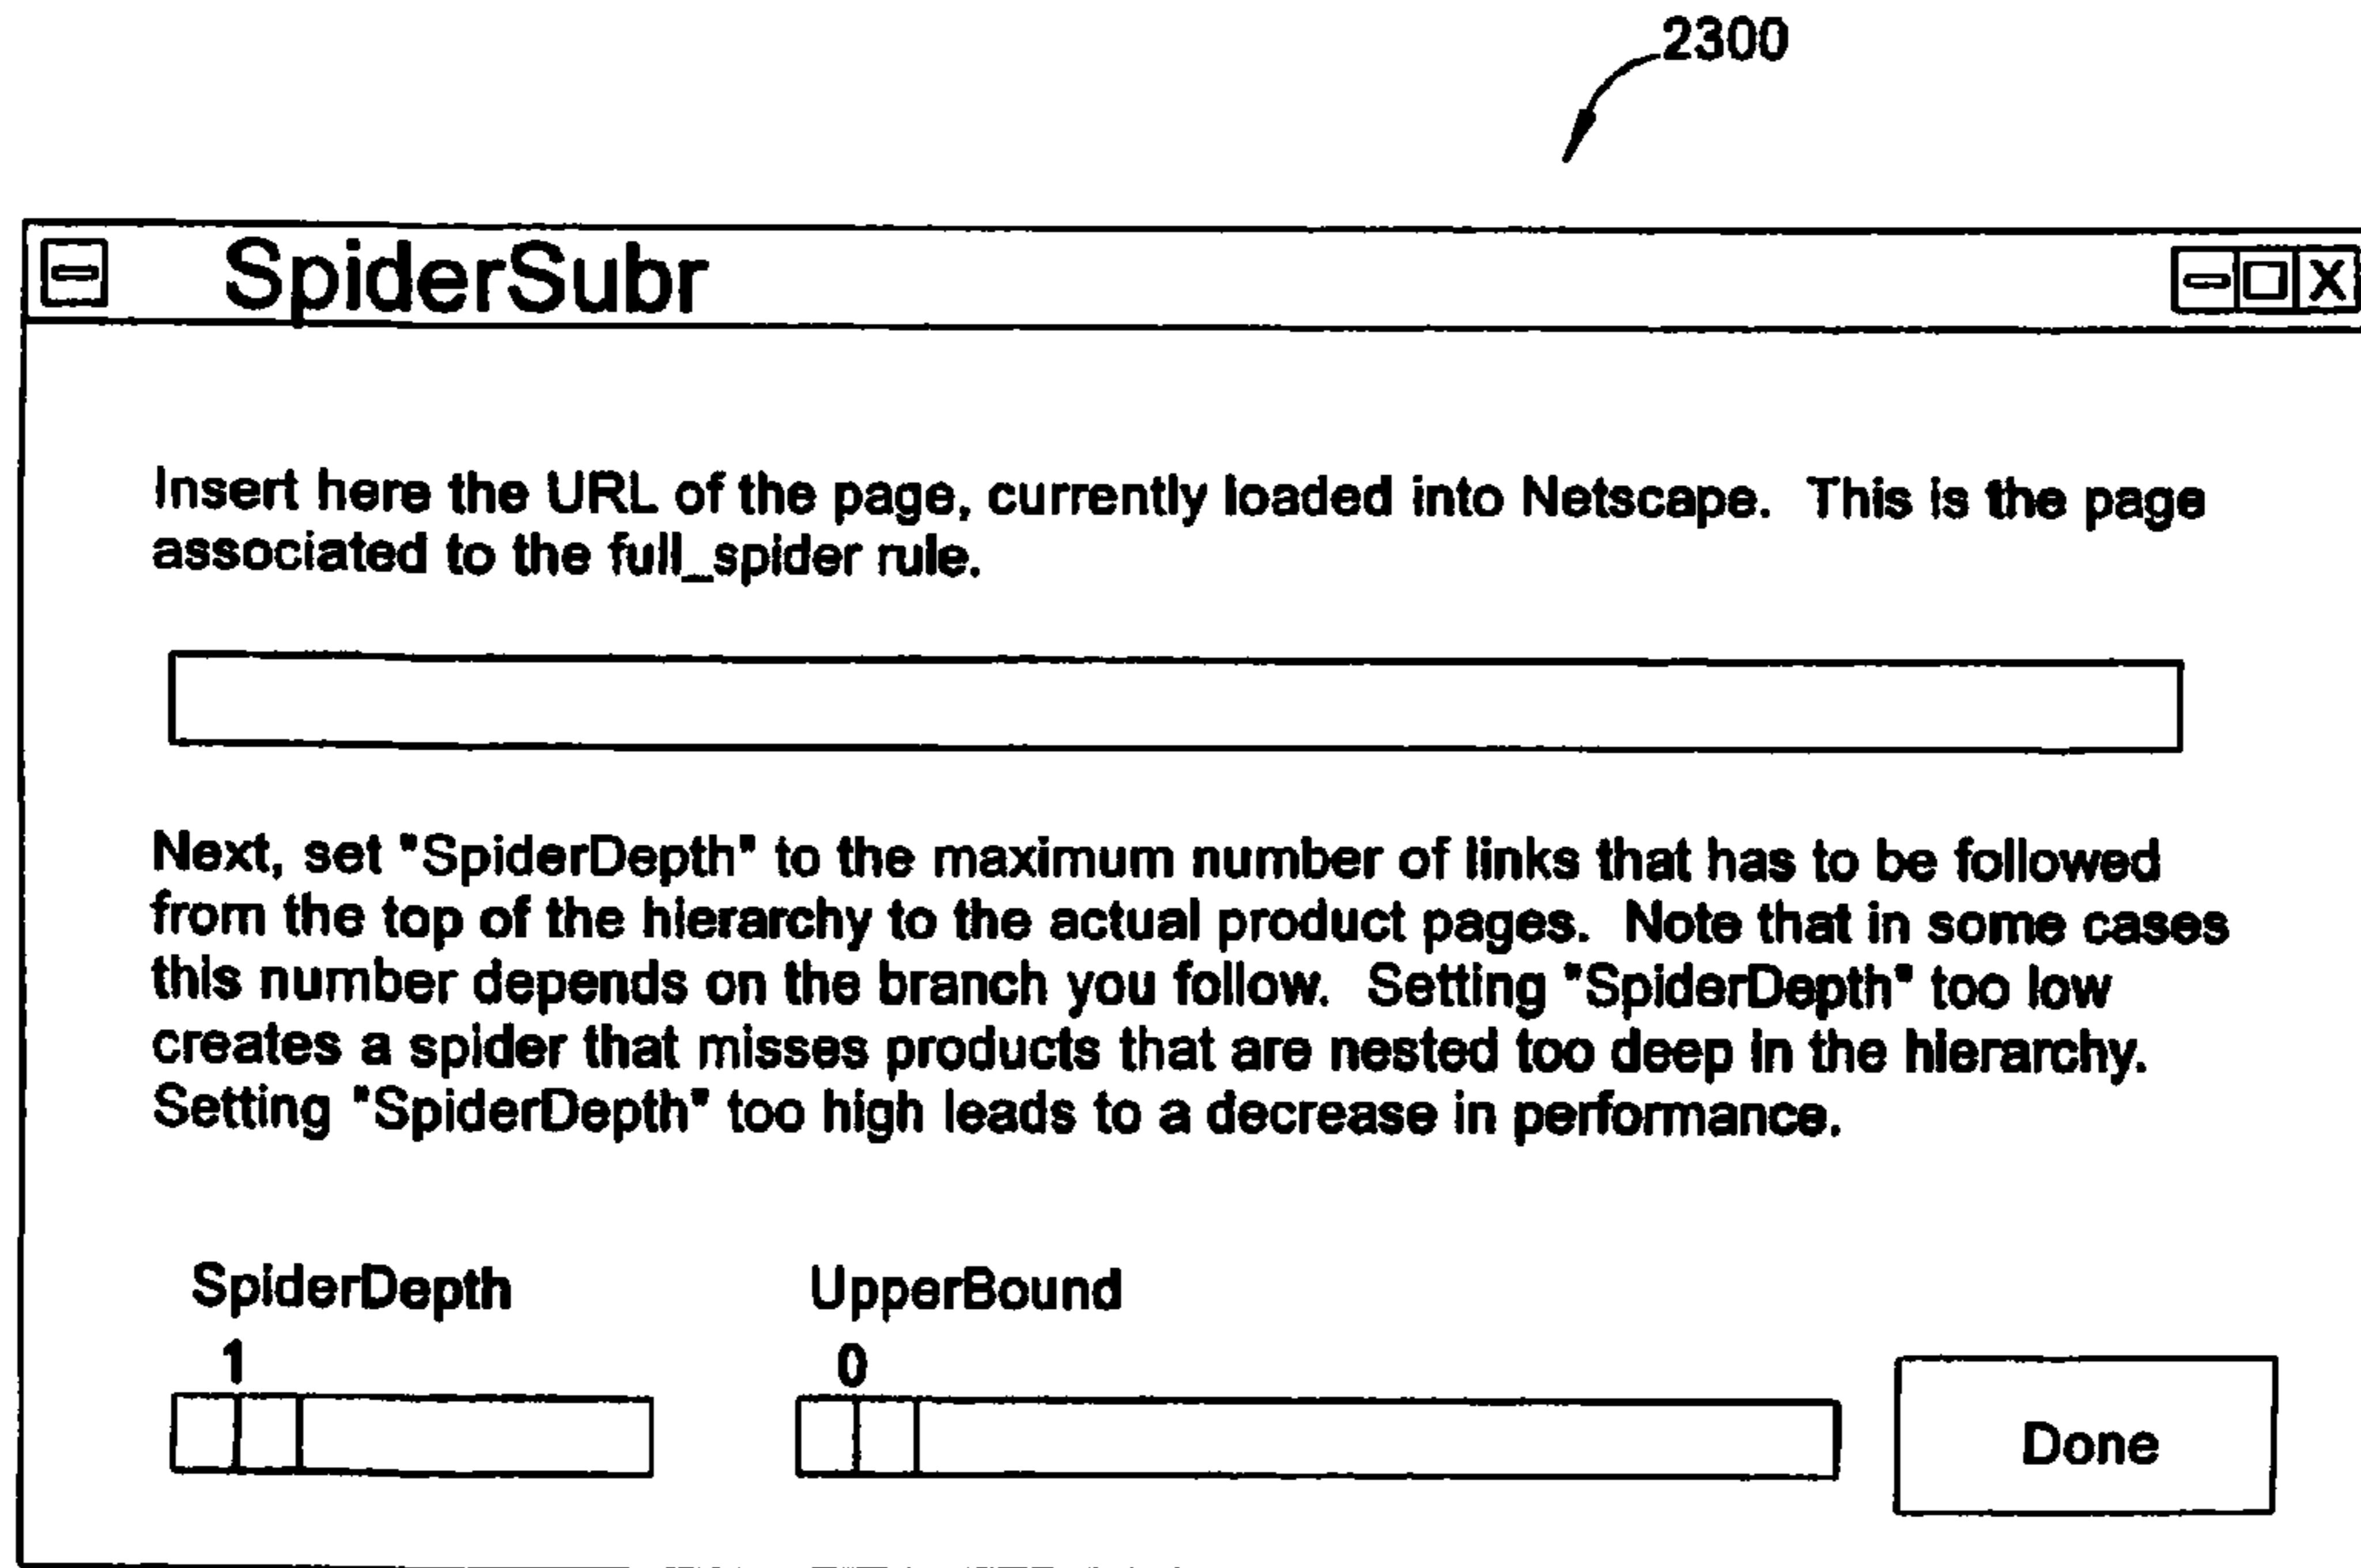 2300
SpiderSubr
Insert here the URL of the page, currently loaded into Netscape. This is the page
associated to the full_spider rule.
Next, set "SpiderDepth" to the maximum number of links that has to be followed
from the top of the hierarchy to the actual product pages. Note that in some cases
this number depends on the branch you follow. Setting "SpiderDepth" too low
creates a spider that misses products that are nested too deep in the hierarchy.
Setting "SpiderDepth" too high leads to a decrease in performance.
SpiderDepth UpperBound
1 0
Done